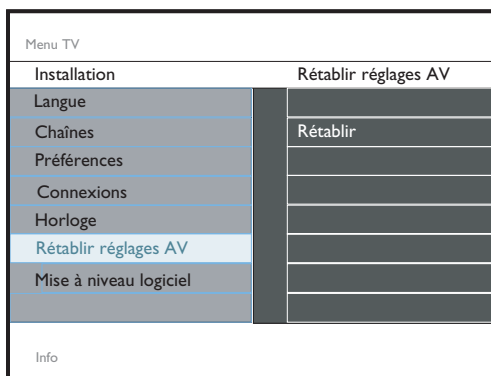 Menu TV
Installation Rétablir réglages AV
Langue
Chaînes Rétablir
Préférences
Connexions
Horloge
Rétablir réglages AV
Mise à niveau logiciel
Info